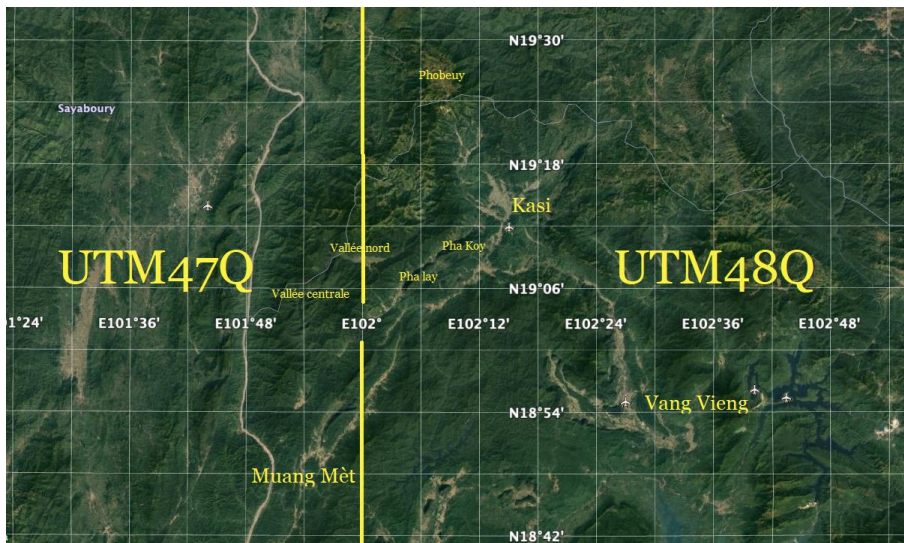 N19°30'
Phobeuy
Sayaboury
N19°18'
Kasi
Vallée nord
Pha Koy
UTM47Q
UTM48Q
Pha lay
Vallée centrale
N19°06'
01°24'
E101°36'
E101°48'
E102°
E102°12'
E102°24'
E102°36'
E102°48'
Vang Vieng
N18°54'
Muang Mèt
N18°42'